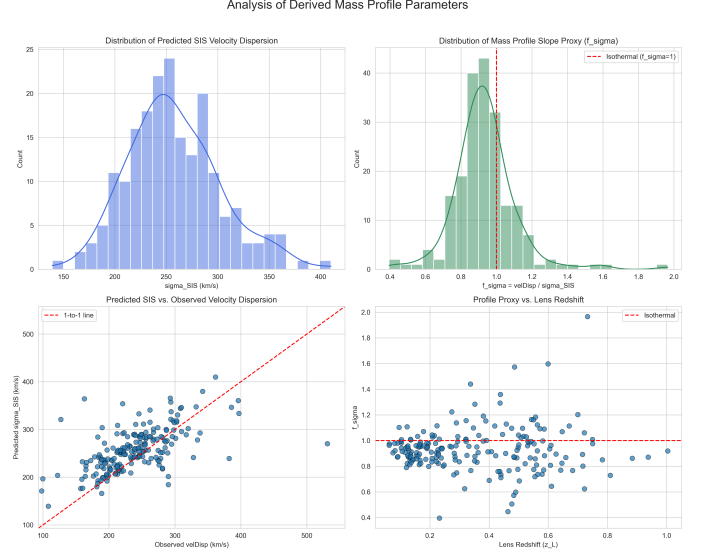 Analysis of Derived Mass Profile Parameters
Distribution of Predicted SIS Velocity Dispersion
25
20
15
10
5
0
Count
150 200 250 300 350 400
sigma_SIS (km/s)
Distribution of Mass Profile Slope Proxy (f_sigma)
Isothermal (f_sigma=1)
40
30
20
10
0
Count
0.4 0.6 0.8 1.0 1.2 1.4 1.6 1.8 2.0
f_sigma = velDisp / sigma_SIS
Predicted SIS vs. Observed Velocity Dispersion
1-to-1 line
500
400
300
200
100
Predicted sigma_SIS (km/s)
100 200 300 400 500
Observed velDisp (km/s)
Profile Proxy vs. Lens Redshift
Isothermal
2.0
1.8
1.6
1.4
1.2
1.0
0.8
0.6
0.4
f_sigma
0.2 0.4 0.6 0.8 1.0
Lens Redshift (z_L)